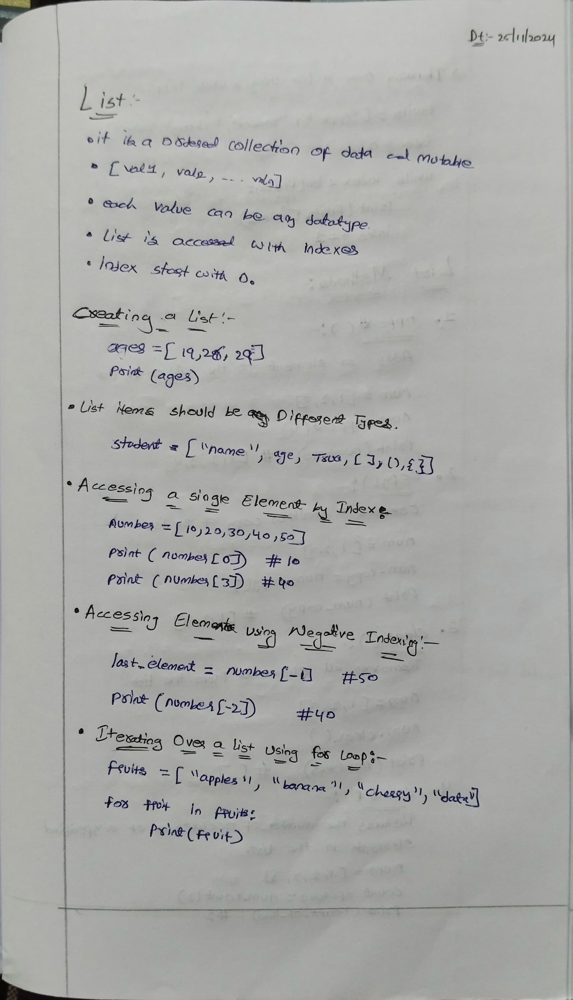 Dt:- 25/11/2024
List:-
• it is a ordered collection of data and mutable
• [val1, val2, .... valn]
• each value can be any datatype.
• List is accessed with indexes
• Index start with 0.
Creating a List:-
ages = [19,26, 29]
Print (ages)
• List items should be any Different Types.
student = ["name", age, True, [ ], (), {}]
• Accessing a single Element by Index:-
Number = [10,20,30,40,50]
print ( number [0]) # 10
print (number [3]) #40
• Accessing Elements using Negative Indexing:-
last_element = number [-1] #50
print (number [-2]) #40
• Iterating Over a list using for Loop:-
fruits = [ "apples", "banana", "cherry", "date"]
for fruit in fruits:
Print (fruit)